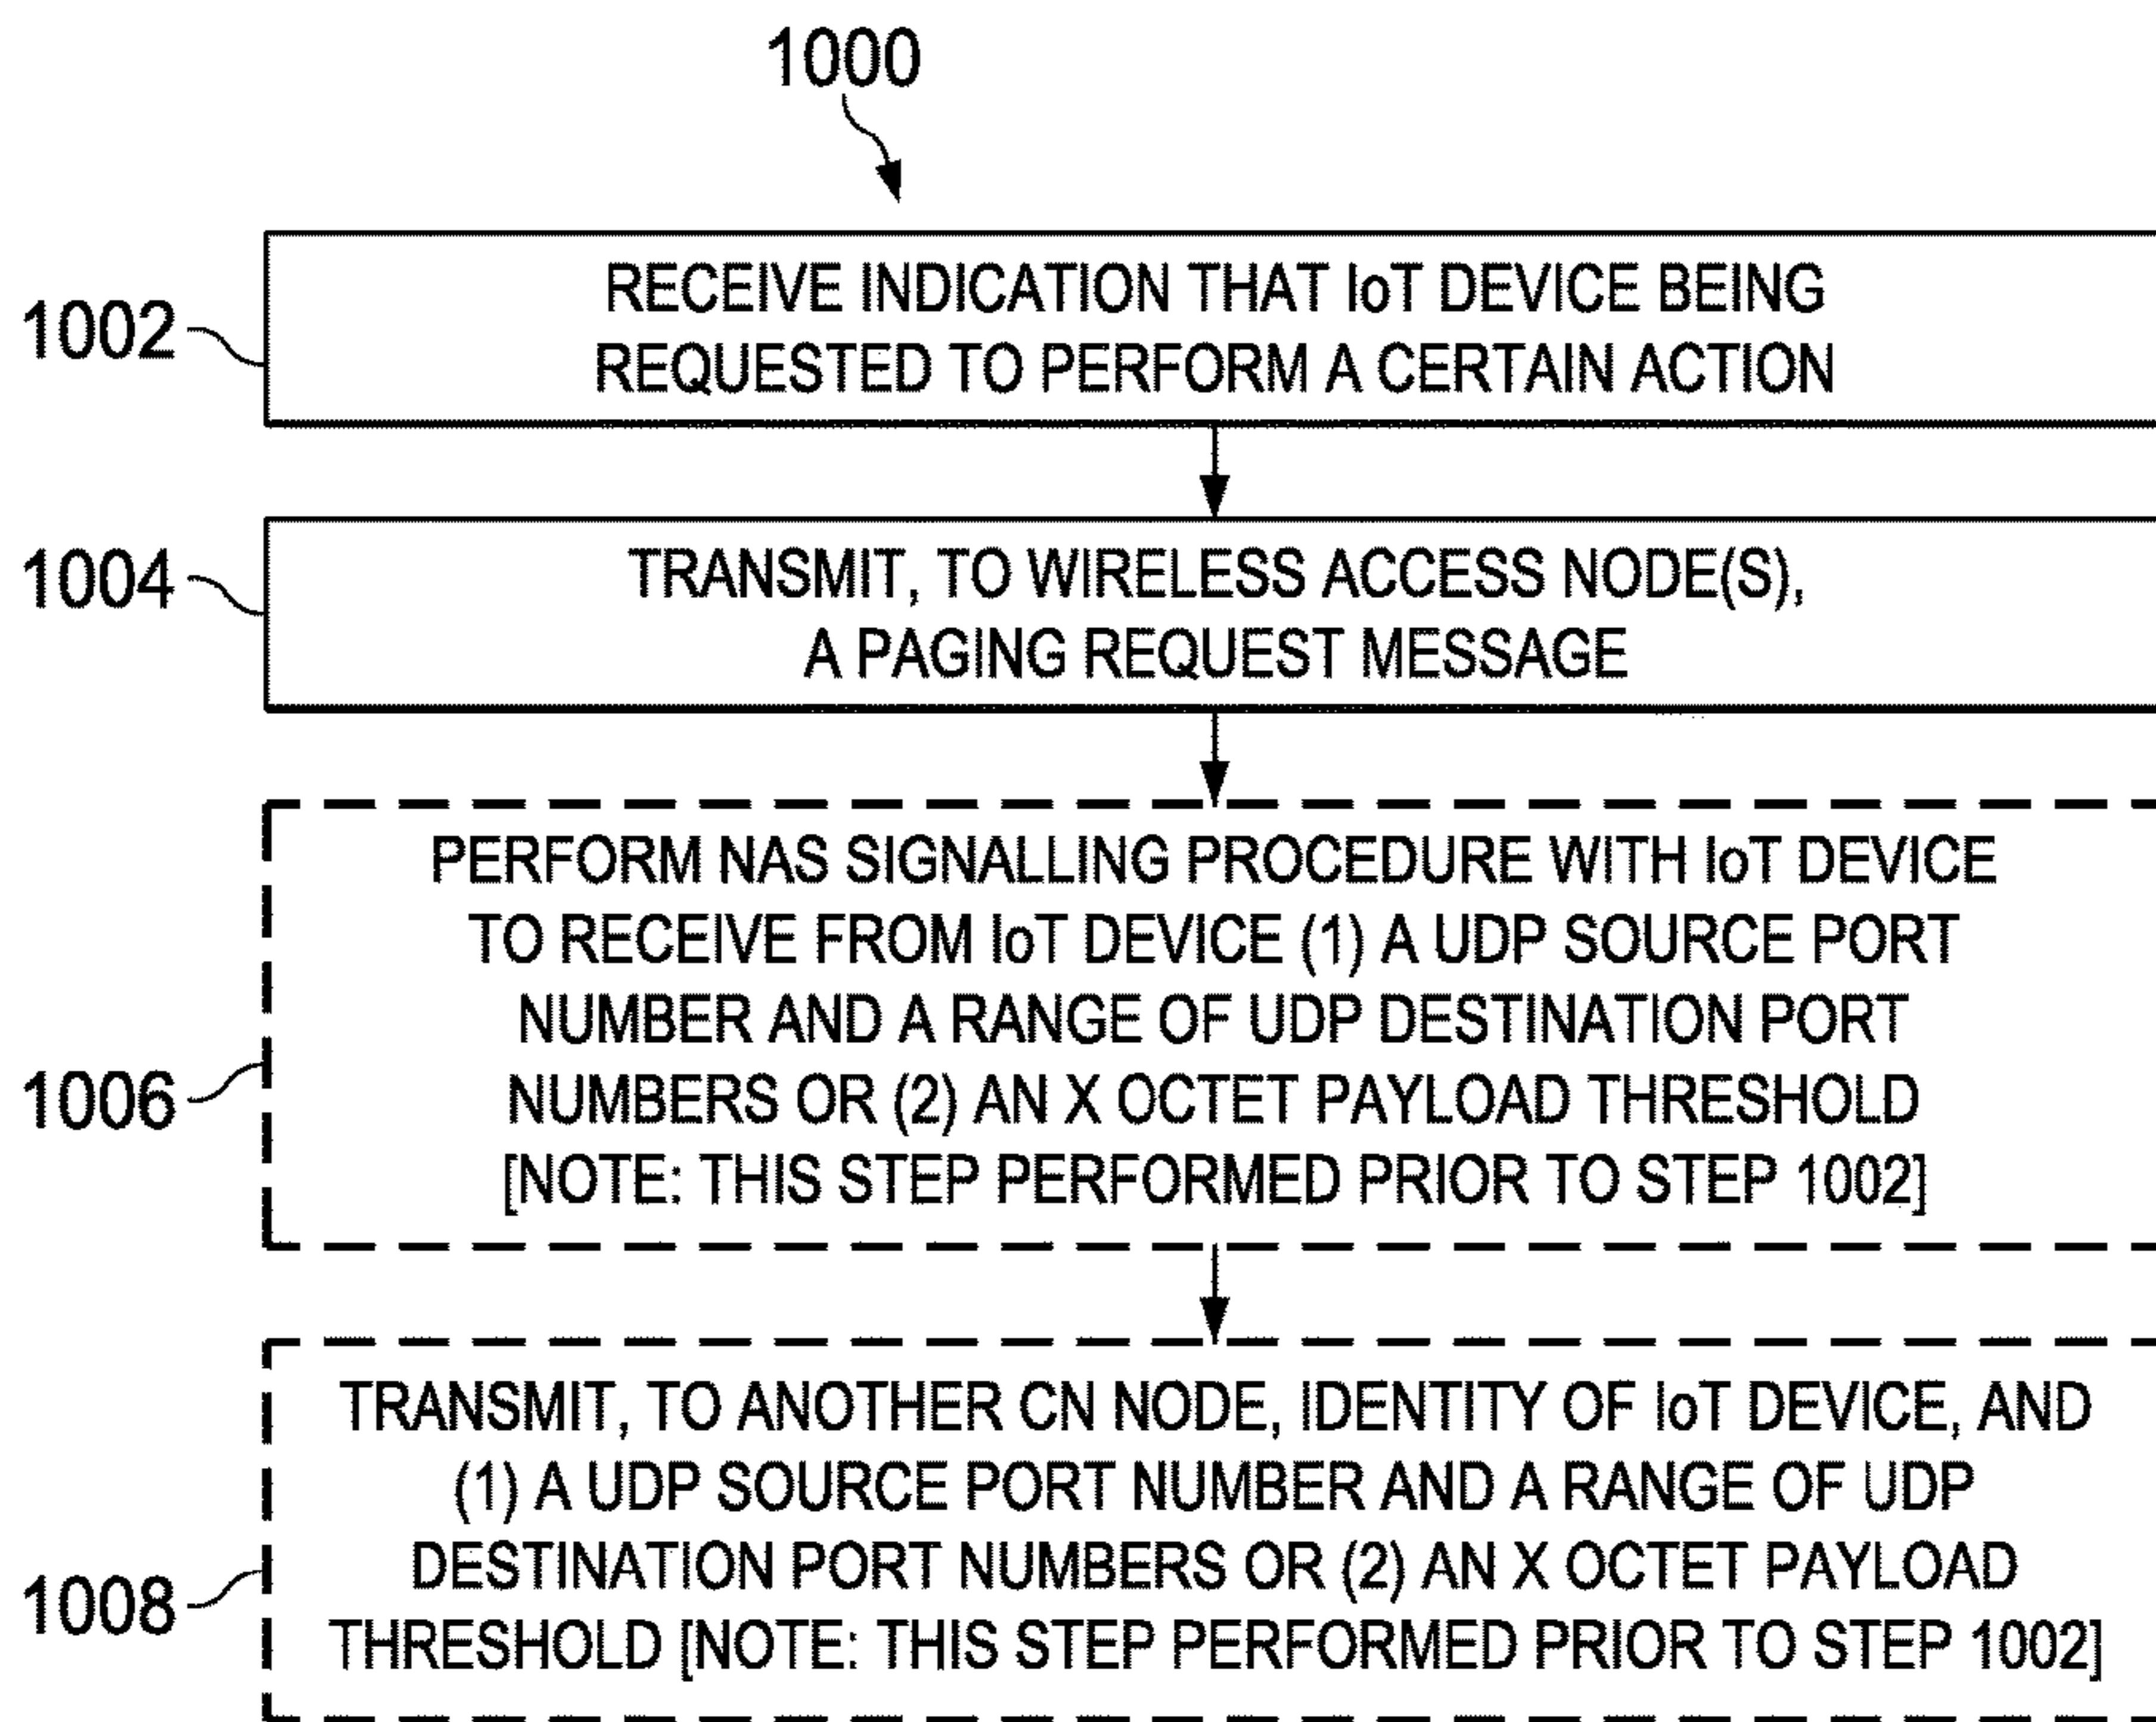 1000
1002
RECEIVE INDICATION THAT IoT DEVICE BEING
REQUESTED TO PERFORM A CERTAIN ACTION
1004
TRANSMIT, TO WIRELESS ACCESS NODE(S),
A PAGING REQUEST MESSAGE
1006
PERFORM NAS SIGNALLING PROCEDURE WITH IoT DEVICE
TO RECEIVE FROM IoT DEVICE (1) A UDP SOURCE PORT
NUMBER AND A RANGE OF UDP DESTINATION PORT
NUMBERS OR (2) AN X OCTET PAYLOAD THRESHOLD
[NOTE: THIS STEP PERFORMED PRIOR TO STEP 1002]
1008
TRANSMIT, TO ANOTHER CN NODE, IDENTITY OF IoT DEVICE, AND
(1) A UDP SOURCE PORT NUMBER AND A RANGE OF UDP
DESTINATION PORT NUMBERS OR (2) AN X OCTET PAYLOAD
THRESHOLD [NOTE: THIS STEP PERFORMED PRIOR TO STEP 1002]